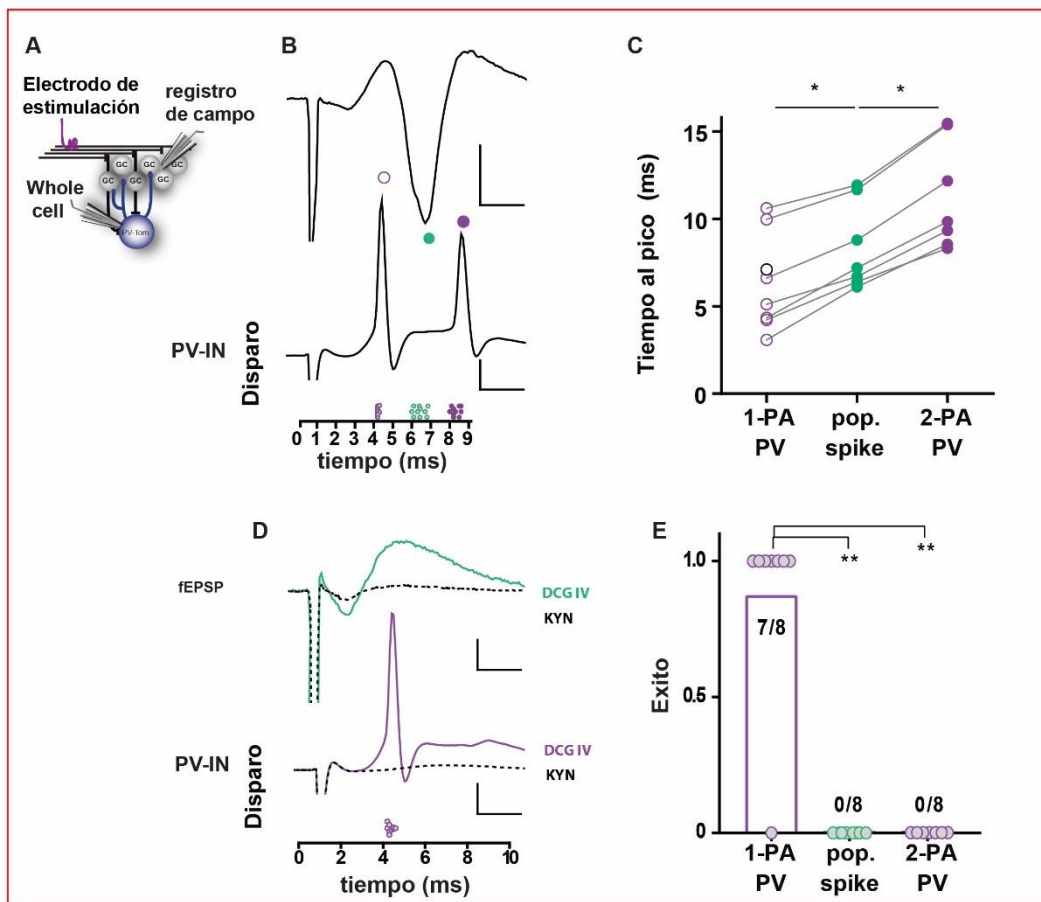 A
Electrodo de
estimulación
registro
de campo
GC
GC
GC
GC
GC
GC
Whole
cell
PV-Tom
B
PV-IN
Disparo
0 1 2 3 4 5 6 7 8 9
tiempo (ms)
C
*
*
Tiempo al pico (ms)
15
10
5
0
1-PA
PV
pop.
spike
2-PA
PV
D
fEPSP
DCG IV
KYN
PV-IN
Disparo
DCG IV
KYN
0 2 4 6 8 10
tiempo (ms)
E
**
**
Exito
1.0
0.5
0
7/8
0/8
0/8
1-PA
PV
pop.
spike
2-PA
PV